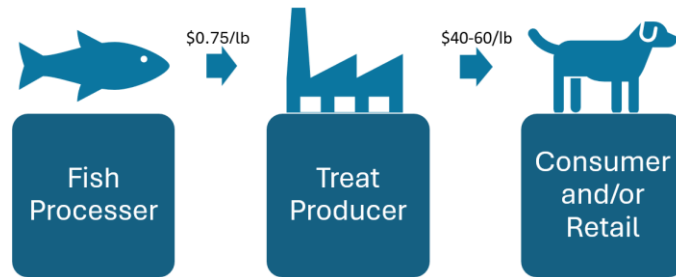 $0.75/lb
$40-60/lb
Fish
Processer
Treat
Producer
Consumer
and/or
Retail